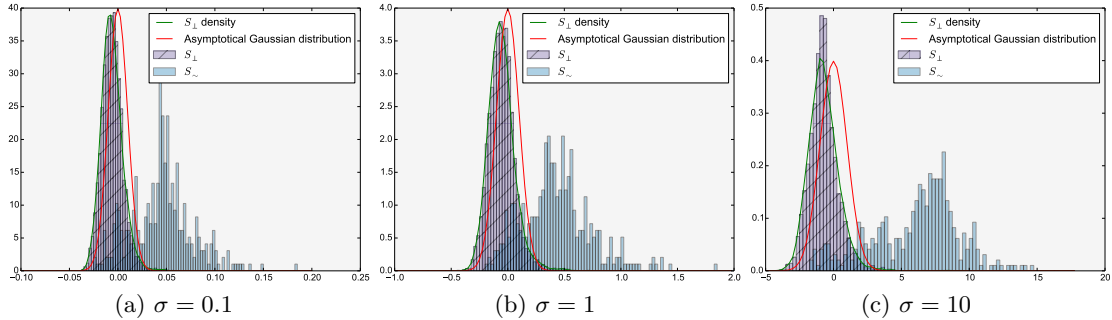 40
35
30
25
20
15
10
5
0
−0.10 −0.05 0.00 0.05 0.10 0.15 0.20 0.25
S⊥ density
Asymptotical Gaussian distribution
S⊥
S∼
(a) σ = 0.1
4.0
3.5
3.0
2.5
2.0
1.5
1.0
0.5
0.0
−1.0 −0.5 0.0 0.5 1.0 1.5 2.0
S⊥ density
Asymptotical Gaussian distribution
S⊥
S∼
(b) σ = 1
0.5
0.4
0.3
0.2
0.1
0.0
−5 0 5 10 15 20
S⊥ density
Asymptotical Gaussian distribution
S⊥
S∼
(c) σ = 10